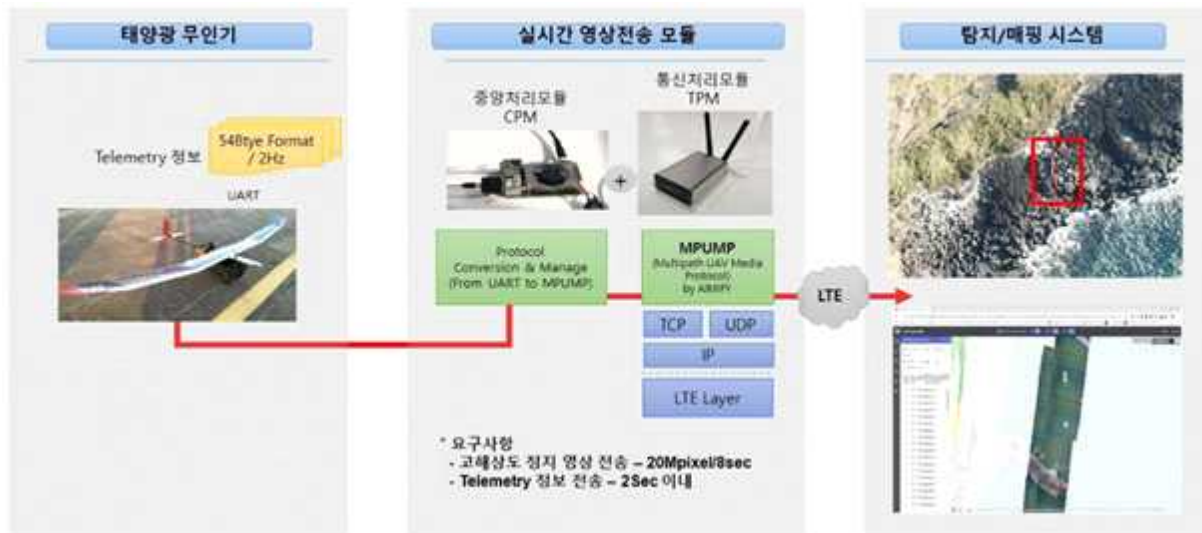 태양광 무인기
Telemetry 정보
54Btye Format
/ 2Hz
UART
실시간 영상전송 모듈
중앙처리모듈
CPM
통신처리모듈
TPM
+
Protocol
Conversion & Manage
(From UART to MPUMP)
MPUMP
(Multipath UAV Media
Protocol)
TCP
UDP
IP
LTE Layer
LTE
* 요구사항
- 고해상도 정지 영상 전송 – 20Mpixel/8sec
- Telemetry 정보 전송 – 2Sec 이내
탐지/매핑 시스템